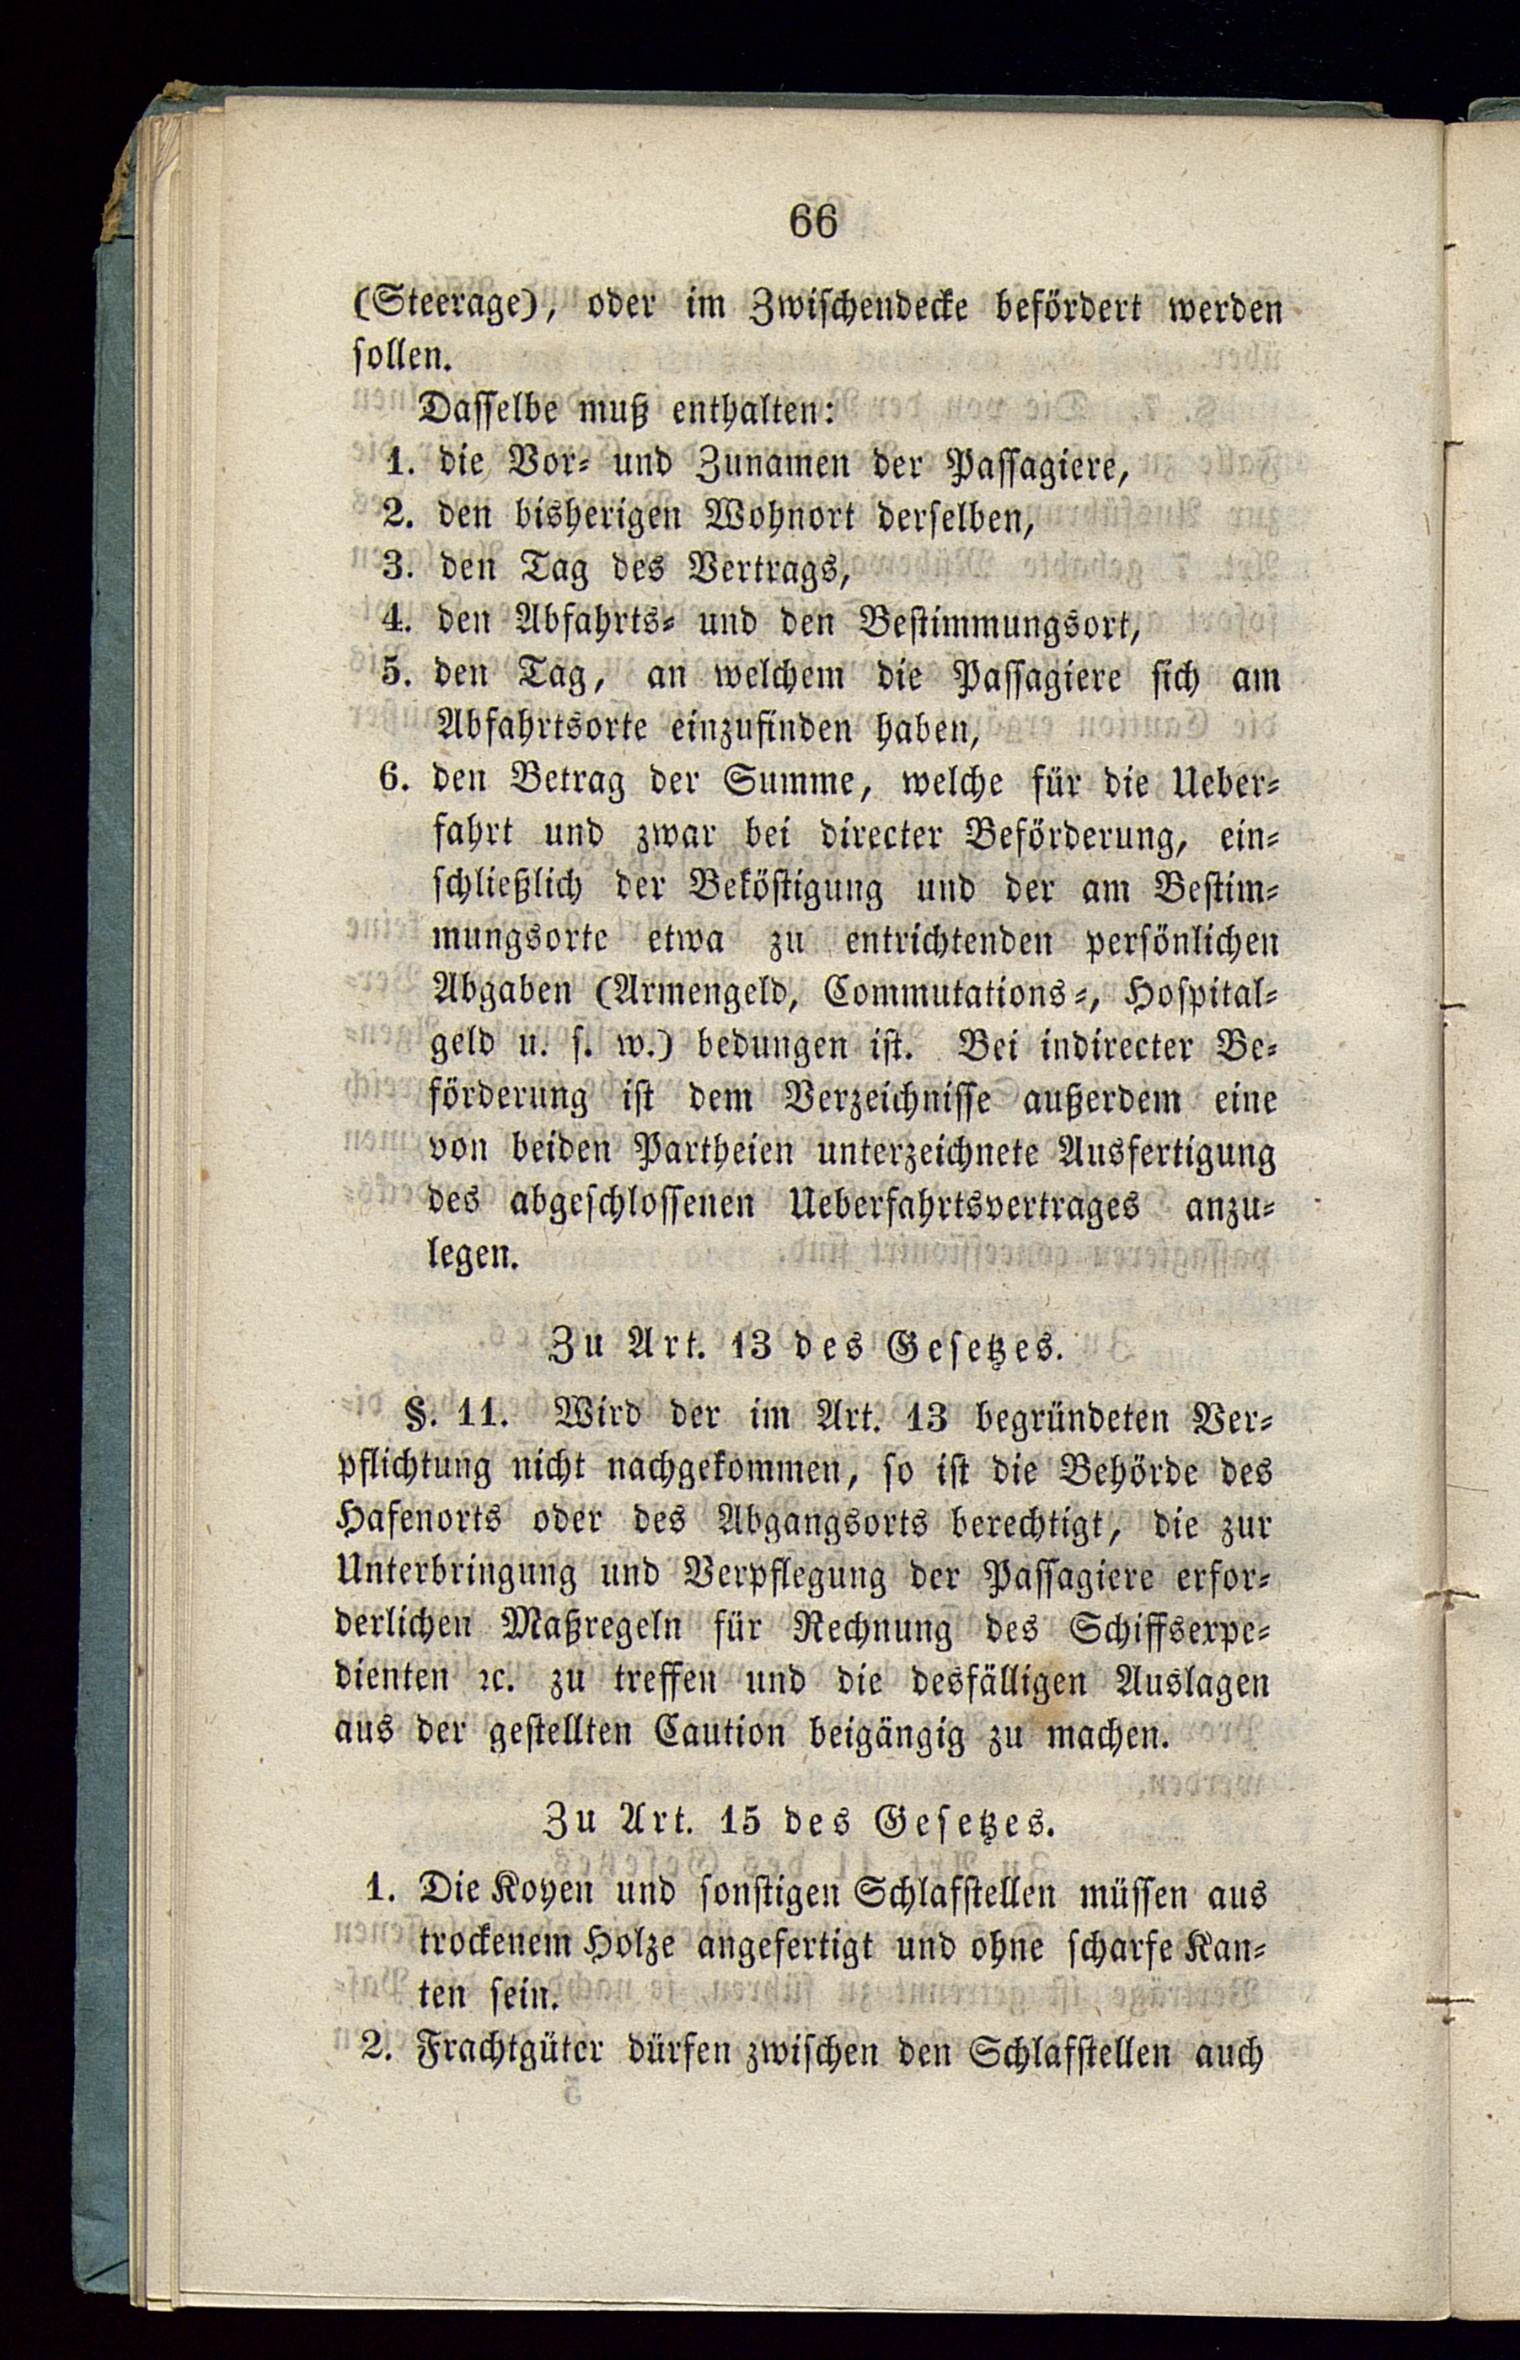 66
(Steerage), oder im Zwischendecke befördert werden
sollen.
Dasselbe muß enthalten:
1. die Vor- und Zunamen der Passagiere,
2. den bisherigen Wohnort derselben,
3. den Tag des Vertrags,
4. den Abfahrts- und den Bestimmungsort,
5. den Tag, an welchem die Passagiere sich am
Abfahrtsorte einzufinden haben,
6. den Betrag der Summe, welche für die Ueber-
fahrt und zwar bei directer Beförderung, ein-
schließlich der Beköstigung und der am Bestim-
mungsorte etwa zu entrichtenden persönlichen
Abgaben (Armengeld, Commutations-, Hospital-
geld u. s. w.) bedungen ist. Bei indirecter Be-
förderung ist dem Verzeichnisse außerdem eine
von beiden Partheien unterzeichnete Ausfertigung
des abgeschlossenen Ueberfahrtsvertrages anzu-
legen.
Zu Art. 13 des Gesetzes.
§. 11. Wird der im Art. 13 begründeten Ver-
pflichtung nicht nachgekommen, so ist die Behörde des
Hafenorts oder des Abgangsorts berechtigt, die zur
Unterbringung und Verpflegung der Passagiere erfor-
derlichen Maßregeln für Rechnung des Schiffsexpe-
dienten ꝛc. zu treffen und die desfälligen Auslagen
aus der gestellten Caution beigängig zu machen.
Zu Art. 15 des Gesetzes.
1. Die Koyen und sonstigen Schlafstellen müssen aus
trockenem Holze angefertigt und ohne scharfe Kan-
ten sein.
2. Frachtgüter dürfen zwischen den Schlafstellen auch